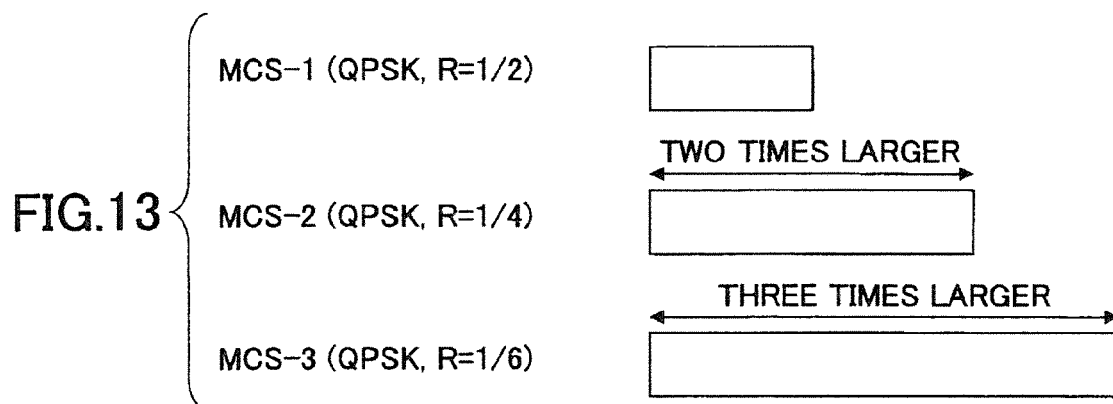 FIG.13
MCS-1 (QPSK, R=1/2)
TWO TIMES LARGER
MCS-2 (QPSK, R=1/4)
THREE TIMES LARGER
MCS-3 (QPSK, R=1/6)